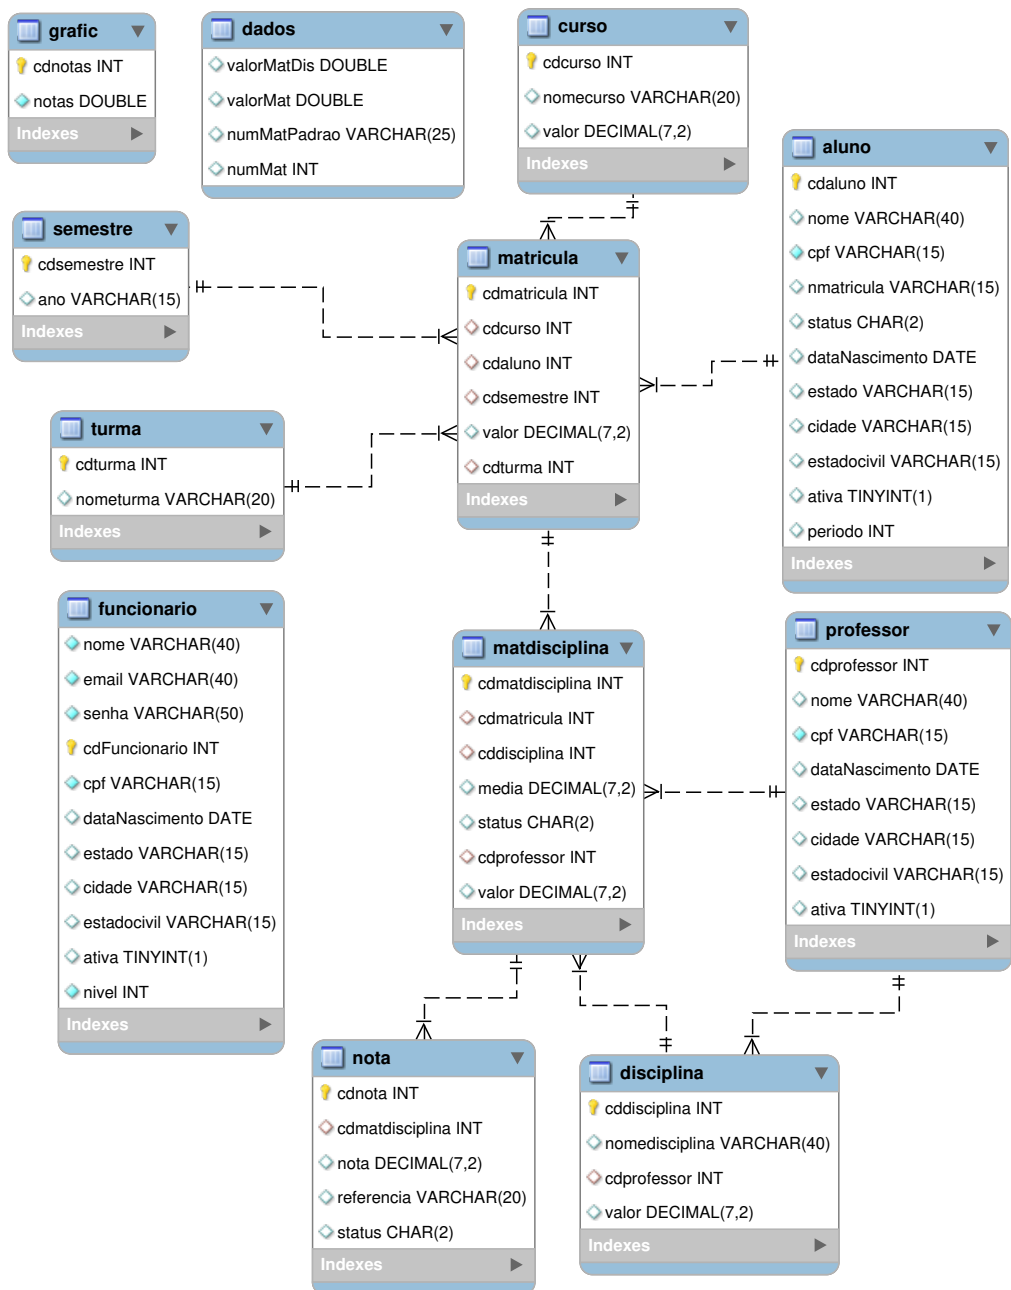 grafic
cdnotas INT
notas DOUBLE
Indexes
dados
valorMatDis DOUBLE
valorMat DOUBLE
numMatPadrao VARCHAR(25)
numMat INT
curso
cdcurso INT
nomecurso VARCHAR(20)
valor DECIMAL(7,2)
Indexes
aluno
cdaluno INT
nome VARCHAR(40)
cpf VARCHAR(15)
nmatricula VARCHAR(15)
status CHAR(2)
dataNascimento DATE
estado VARCHAR(15)
cidade VARCHAR(15)
estadocivil VARCHAR(15)
ativa TINYINT(1)
periodo INT
Indexes
semestre
cdsemestre INT
ano VARCHAR(15)
Indexes
matricula
cdmatricula INT
cdcurso INT
cdaluno INT
cdsemestre INT
valor DECIMAL(7,2)
cdturma INT
Indexes
turma
cdturma INT
nometurma VARCHAR(20)
Indexes
funcionario
nome VARCHAR(40)
email VARCHAR(40)
senha VARCHAR(50)
cdFuncionario INT
cpf VARCHAR(15)
dataNascimento DATE
estado VARCHAR(15)
cidade VARCHAR(15)
estadocivil VARCHAR(15)
ativa TINYINT(1)
nivel INT
Indexes
matdisciplina
cdmatdisciplina INT
cdmatricula INT
cddisciplina INT
media DECIMAL(7,2)
status CHAR(2)
cdprofessor INT
valor DECIMAL(7,2)
Indexes
professor
cdprofessor INT
nome VARCHAR(40)
cpf VARCHAR(15)
dataNascimento DATE
estado VARCHAR(15)
cidade VARCHAR(15)
estadocivil VARCHAR(15)
ativa TINYINT(1)
Indexes
nota
cdnota INT
cdmatdisciplina INT
nota DECIMAL(7,2)
referencia VARCHAR(20)
status CHAR(2)
Indexes
disciplina
cddisciplina INT
nomedisciplina VARCHAR(40)
cdprofessor INT
valor DECIMAL(7,2)
Indexes